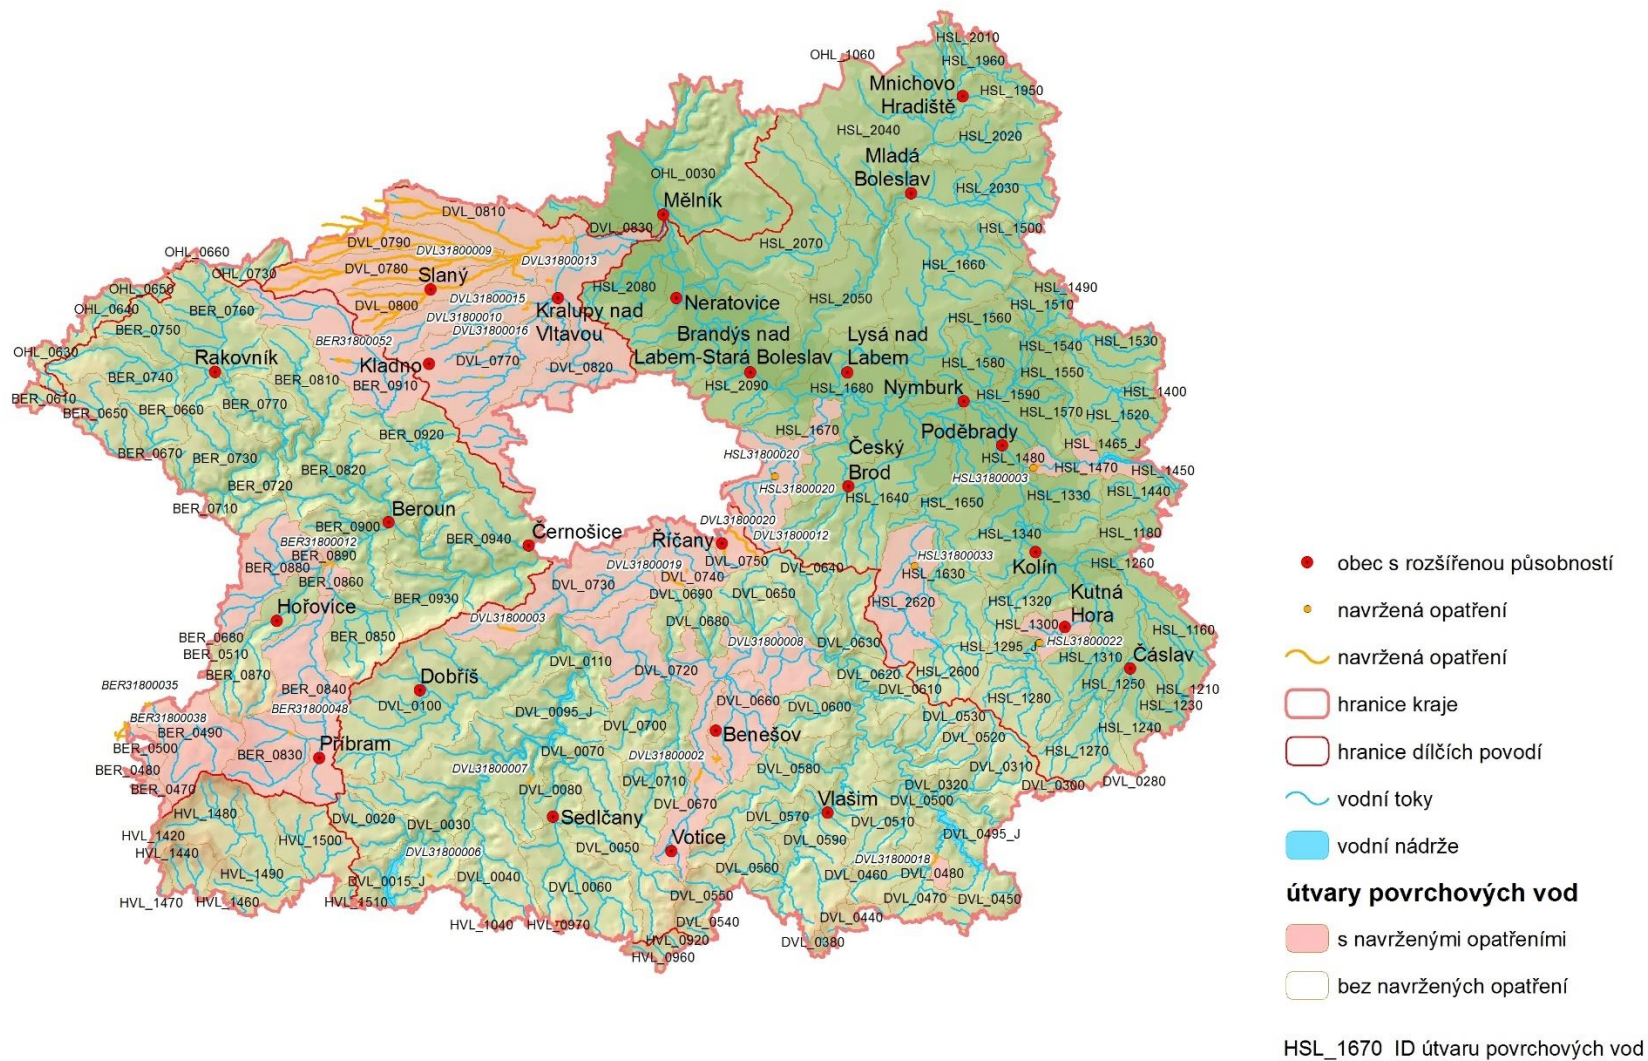 HSL_2010
OHL_1060
HSL_1960
Mnichovo
Hradiště
HSL_1950
HSL_2040
HSL_2020
Mladá
Boleslav
OHL_0030
HSL_2030
Mělník
DVL_0810
DVL_0830
HSL_1500
DVL_0790
DVL31800009
HSL_2070
OHL_0660
DVL31800013
DVL_0780
Slaný
HSL_1660
OHL_0730
OHL_0650
HSL_2080
HSL_1490
DVL_0800
DVL31800015
HSL_2050
HSL_1510
OHL_0640
BER_0760
Kralupy nad
Vltavou
Neratovice
DVL31800010
HSL_1560
BER_0750
DVL31800016
Brandýs nad
Labem-Stará Boleslav
Lysá nad
Labem
BER31800052
HSL_1540
HSL_1530
OHL_0630
Rakovník
Kladno
DVL_0770
DVL_0820
HSL_1580
HSL_1550
BER_0740
BER_0810
BER_0910
HSL_2090
HSL_1680
Nymburk
HSL_1590
HSL_1400
BER_0610
BER_0650
BER_0660
BER_0770
HSL_1570
HSL_1520
BER_0920
HSL_1670
Poděbrady
HSL_1465_J
BER_0670
BER_0730
HSL31800020
Český
Brod
HSL_1480
BER_0820
HSL_1470
HSL_1450
HSL31800003
BER_0720
HSL31800020
HSL_1440
HSL_1640
HSL_1650
HSL_1330
BER_0710
Beroun
BER_0900
DVL31800020
Černošice
DVL31800012
HSL_1340
HSL_1180
BER31800012
BER_0940
Říčany
BER_0890
DVL_0750
HSL31800033
Kolín
HSL_1260
BER_0880
DVL31800019
DVL_0640
HSL_1630
BER_0860
DVL_0730
DVL_0740
DVL_0690
DVL_0650
Kutná
Hora
BER_0930
HSL_2620
HSL_1320
Hořovice
DVL31800003
DVL_0680
HSL_1300
HSL_1160
BER_0680
BER_0850
DVL31800008
DVL_0630
HSL_1295_J
HSL31800022
BER_0510
DVL_0110
HSL_1310
Čáslav
BER_0870
DVL_0720
DVL_0620
HSL_2600
Dobříš
BER31800035
BER_0840
DVL_0610
HSL_1250
HSL_1210
DVL_0100
DVL_0660
DVL_0600
HSL_1280
HSL_1230
BER31800048
BER31800038
DVL_0095_J
DVL_0700
DVL_0530
HSL_1240
BER_0490
Benešov
DVL_0520
BER_0500
BER_0830
Příbram
DVL_0070
DVL31800002
HSL_1270
BER_0480
DVL31800007
DVL_0580
DVL_0310
DVL_0710
DVL_0320
DVL_0300
DVL_0280
BER_0470
DVL_0080
Vlašim
DVL_0500
DVL_0670
HVL_1480
DVL_0020
DVL_0030
Sedlčany
DVL_0570
DVL_0510
HVL_1420
HVL_1500
Votice
DVL_0590
DVL_0495_J
HVL_1440
DVL31800006
DVL_0050
DVL31800018
HVL_1490
DVL_0015_J
DVL_0040
DVL_0060
DVL_0560
DVL_0460
DVL_0480
HVL_1470
HVL_1460
HVL_1510
DVL_0550
DVL_0470
DVL_0450
HVL_1040
HVL_0970
DVL_0540
DVL_0440
HVL_0920
DVL_0380
HVL_0960
obec s rozšířenou působností
navržená opatření
navržená opatření
hranice kraje
hranice dílčích povodí
vodní toky
vodní nádrže
útvary povrchových vod
s navrženými opatřeními
bez navržených opatření
HSL_1670 ID útvaru povrchových vod